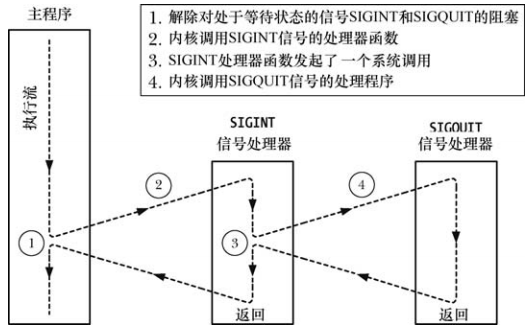 主程序
1. 解除对处于等待状态的信号SIGINT和SIGQUIT的阻塞
2. 内核调用SIGINT信号的处理器函数
3. SIGINT处理器函数发起了一个系统调用
4. 内核调用SIGQUIT信号的处理程序
执行流
SIGINT
信号处理器
SIGQUIT
信号处理器
2
4
1
3
返回
返回